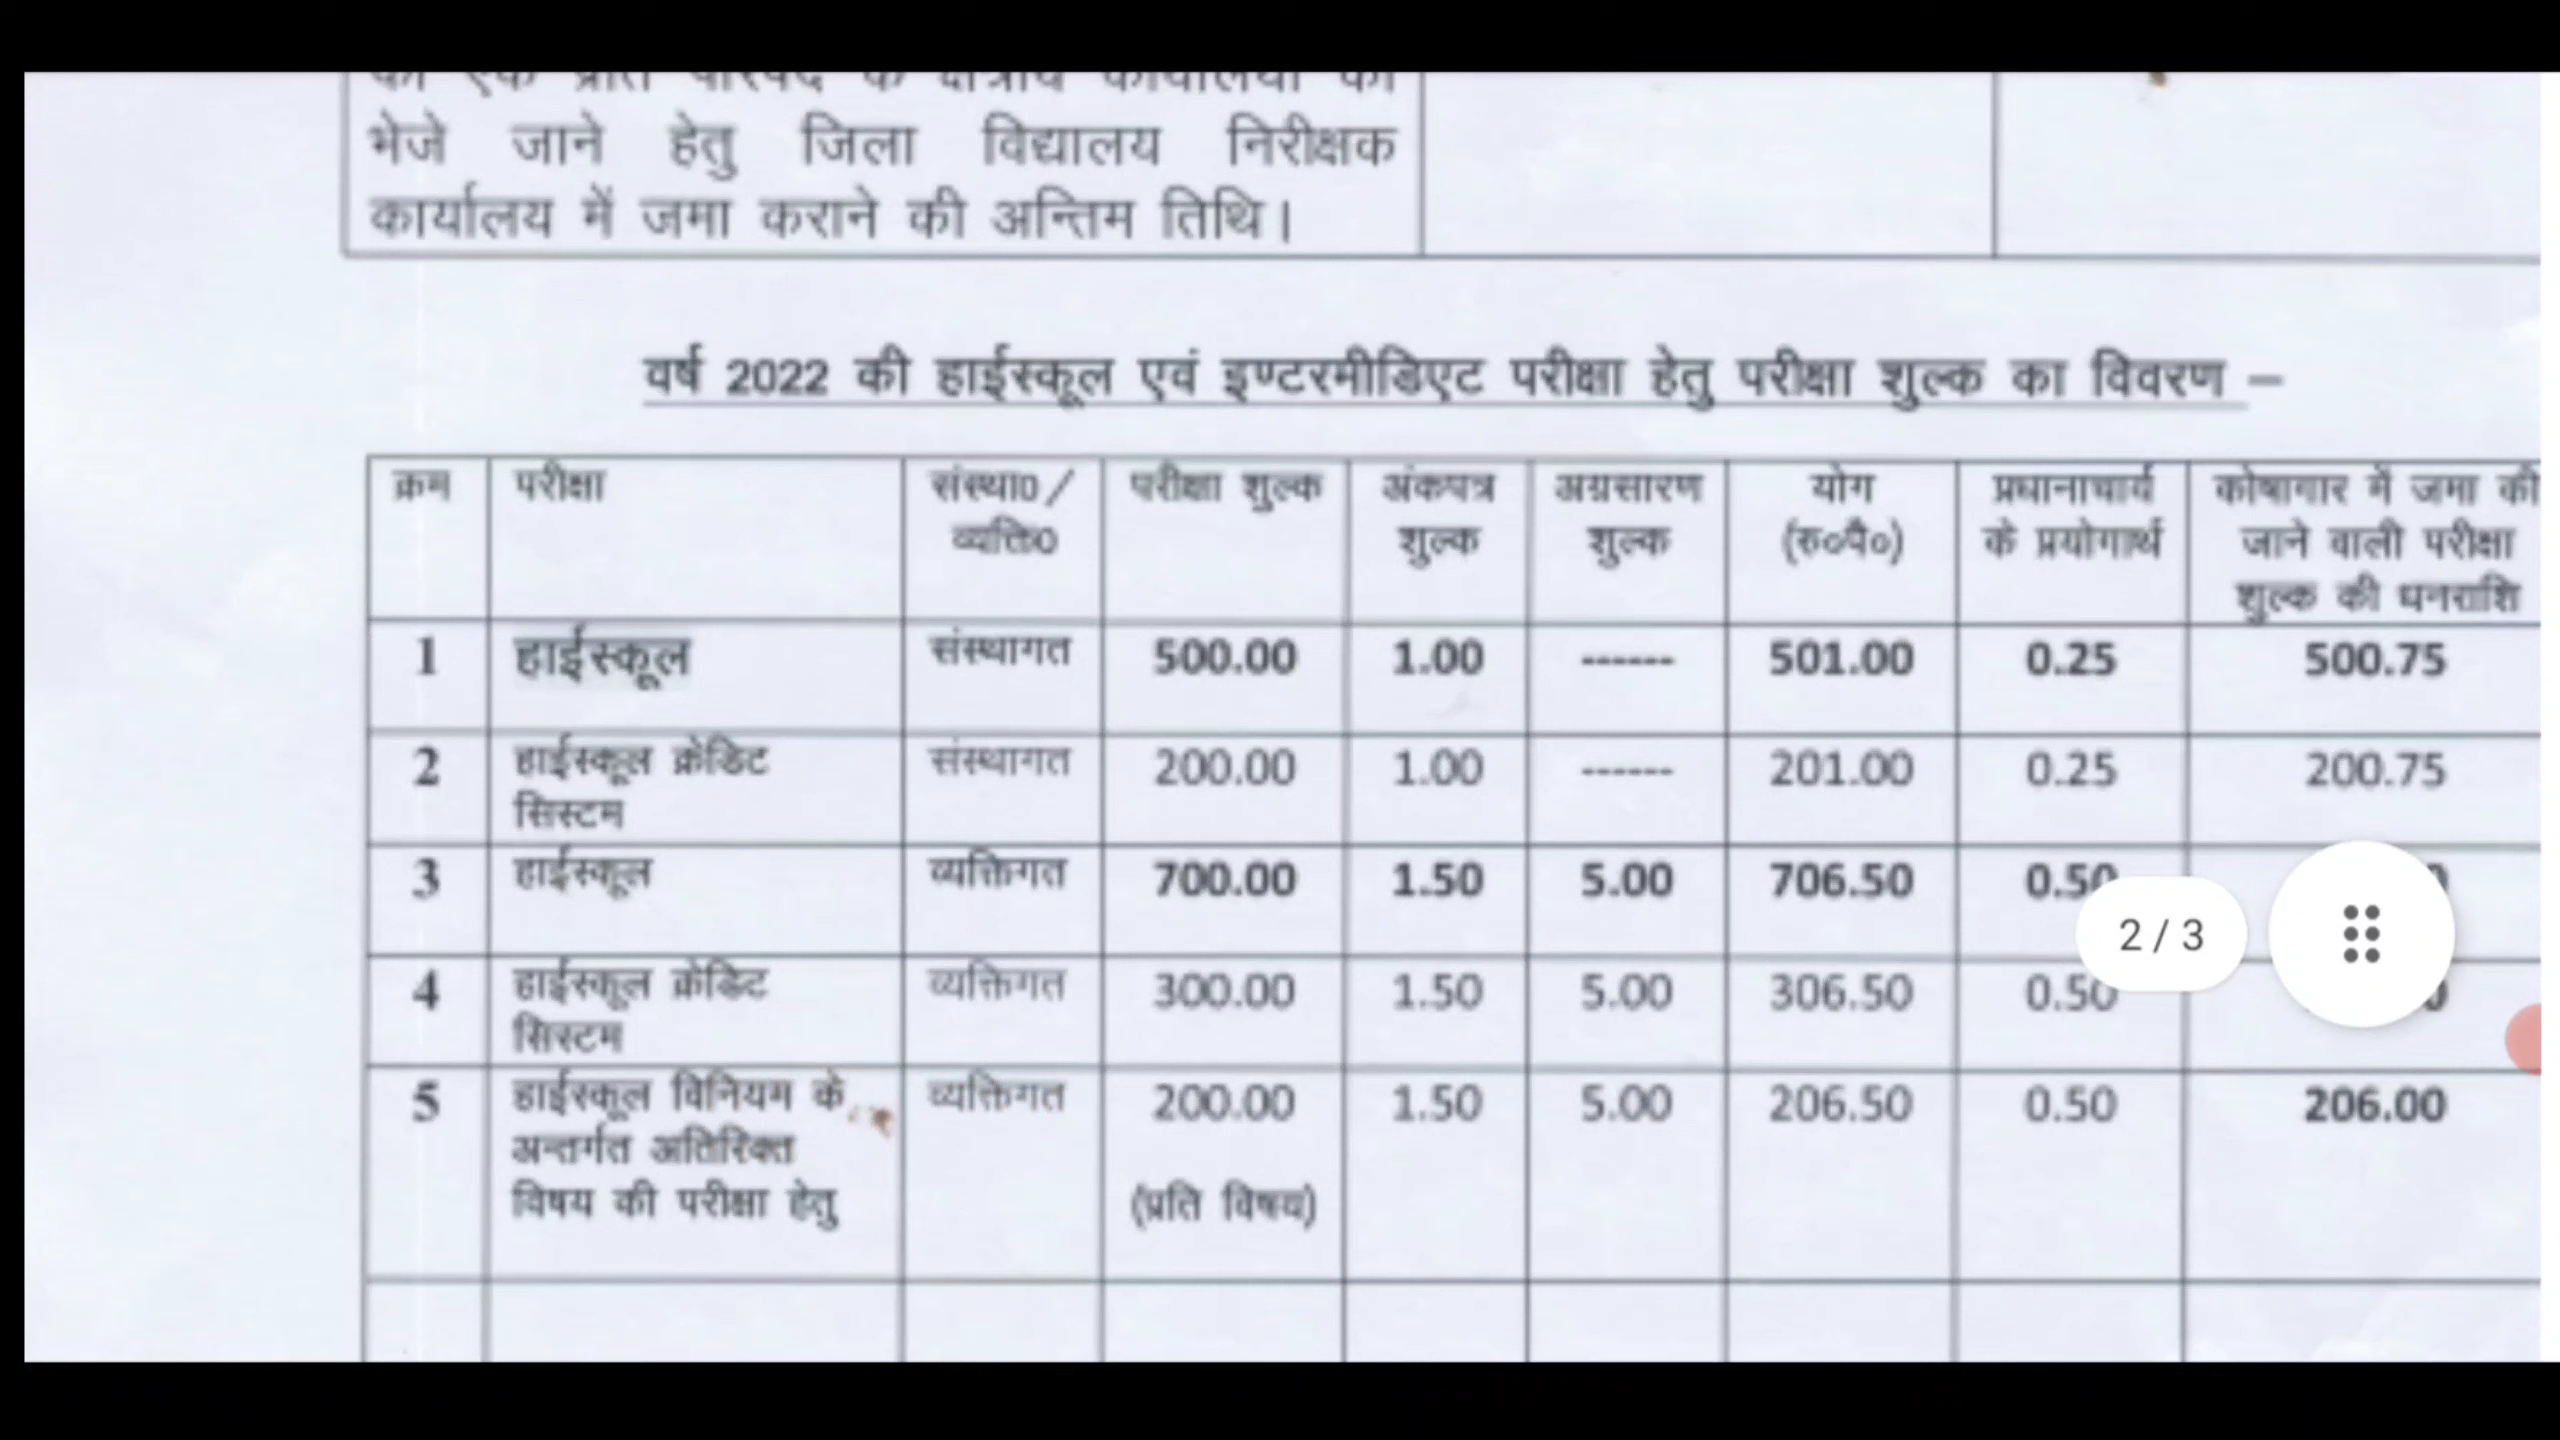 भेजे जाने हेतु जिला विद्यालय निरीक्षक
कार्यालय में जमा कराने की अन्तिम तिथि।
वर्ष 2022 की हाईस्कूल एवं इण्टरमीडिएट परीक्षा हेतु परीक्षा शुल्क का विवरण –
क्रम परीक्षा संस्था0/ व्यक्ति0 परीक्षा शुल्क अंकपत्र शुल्क अग्रसारण शुल्क योग (रु०पै०) प्रधानाचार्य के प्रयोगार्थ कोषागार में जमा की जाने वाली परीक्षा शुल्क की धनराशि
1 हाईस्कूल संस्थागत 500.00 1.00 ------ 501.00 0.25 500.75
2 हाईस्कूल क्रेडिट संस्थागत 200.00 1.00 ------ 201.00 0.25 200.75
सिस्टम
3 हाईस्कूल व्यक्तिगत 700.00 1.50 5.00 706.50 0.50
2 / 3
4 हाईस्कूल क्रेडिट व्यक्तिगत 300.00 1.50 5.00 306.50 0.50
सिस्टम
5 हाईस्कूल विनियम के व्यक्तिगत 200.00 1.50 5.00 206.50 0.50 206.00
अन्तर्गत अतिरिक्त
विषय की परीक्षा हेतु (प्रति विषय)